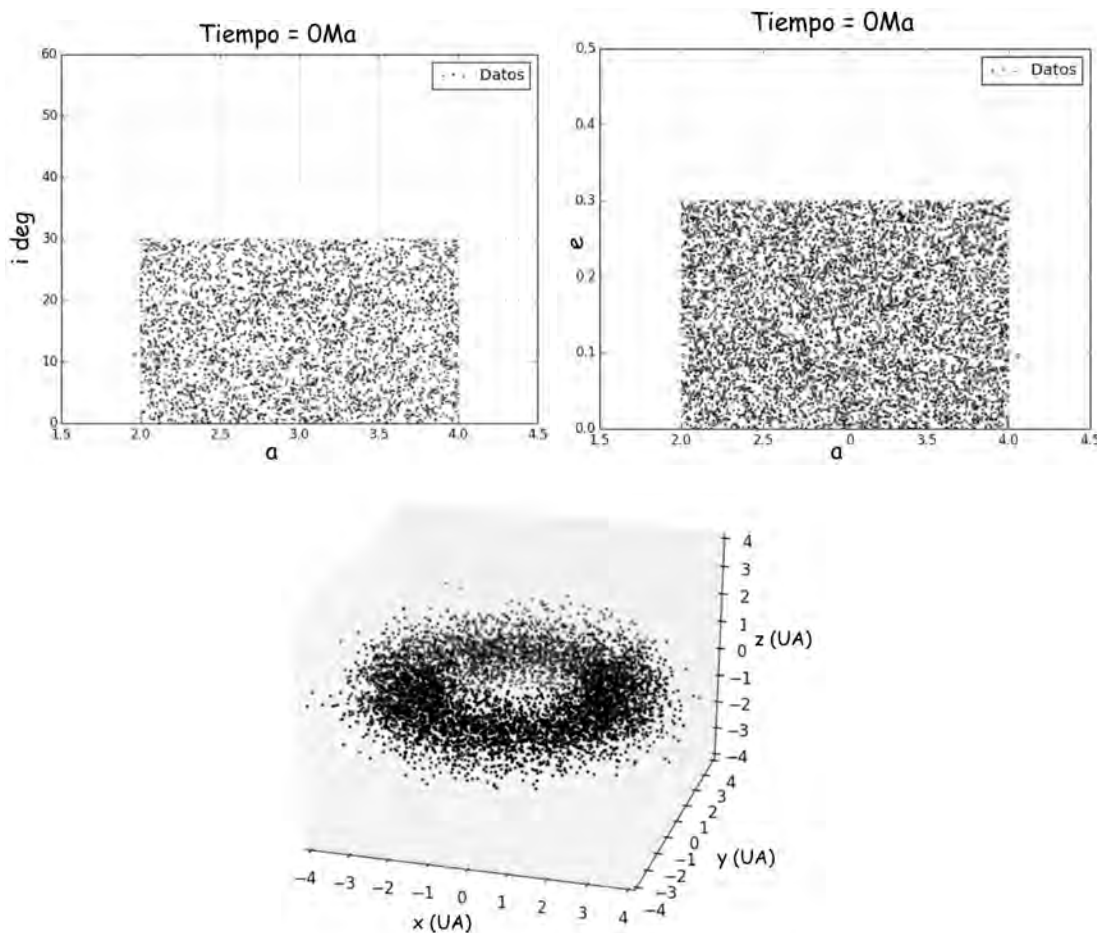 Tiempo = 0Ma
60
50
40
30
20
10
0
i deg
Datos
1.5 2.0 2.5 3.0 3.5 4.0 4.5
a
Tiempo = 0Ma
0.5
0.4
0.3
0.2
0.1
0.0
e
Datos
1.5 2.0 2.5 0 3.5 4.0 4.5
a
4
3
2
1
0
−1
−2
−3
−4
z (UA)
4
3
2
1
0
−1
−2
−3
−4
y (UA)
−4 −3 −2 −1 0 1 2 3 4
x (UA)